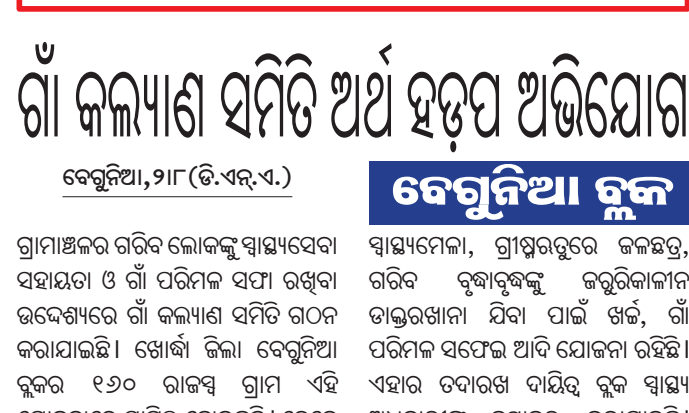 ଗାଁ କଲ୍ୟାଣ ସମିତି ଅର୍ଥ ହଡ଼ପ ଅଭିଯୋଗ
ବେଗୁନିଆ,୨।୮(ଡି.ଏନ୍.ଏ.)
ଗ୍ରାମାଞ୍ଚଳର ଗରିବ ଲୋକଙ୍କୁ ସ୍ୱାସ୍ଥ୍ୟସେବା
ସହାୟତା ଓ ଗାଁ ପରିମଳ ସଫା ରଖିବା
ଉଦ୍ଦେଶ୍ୟରେ ଗାଁ କଲ୍ୟାଣ ସମିତି ଗଠନ
କରାଯାଇଛି। ଖୋର୍ଦ୍ଧା ଜିଲା ବେଗୁନିଆ
ବ୍ଲକର ୧୬୦ ରାଜସ୍ୱ ଗ୍ରାମ ଏହି
ବେଗୁନିଆ ବ୍ଲକ
ସ୍ୱାସ୍ଥ୍ୟମେଳା, ଗ୍ରୀଷ୍ମଋତୁରେ ଜଳଛତ୍ର,
ଗରିବ ବୃଦ୍ଧାବୃଦ୍ଧଙ୍କୁ ଜରୁରିକାଳୀନ
ଡାକ୍ତରଖାନା ଯିବା ପାଇଁ ଖର୍ଚ୍ଚ, ଗାଁ
ପରିମଳ ସଫେଇ ଆଦି ଯୋଜନା ରହିଛି।
ଏହାର ତଦାରଖ ଦାୟିତ୍ୱ ବ୍ଲକ ସ୍ୱାସ୍ଥ୍ୟ